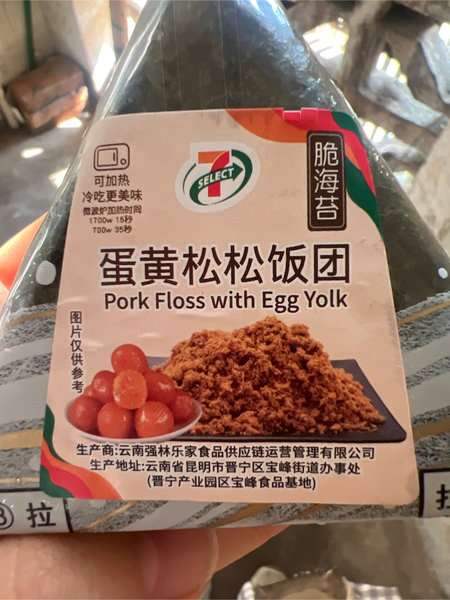 7
SELECT
脆海苔
可加热
冷吃更美味
微波炉加热时间
1700w 15秒
700w 35秒
蛋黄松松饭团
Pork Floss with Egg Yolk
图片仅供参考
生产商:云南强林乐家食品供应链运营管理有限公司
生产地址:云南省昆明市晋宁区宝峰街道办事处
(晋宁产业园区宝峰食品基地)
③ 拉